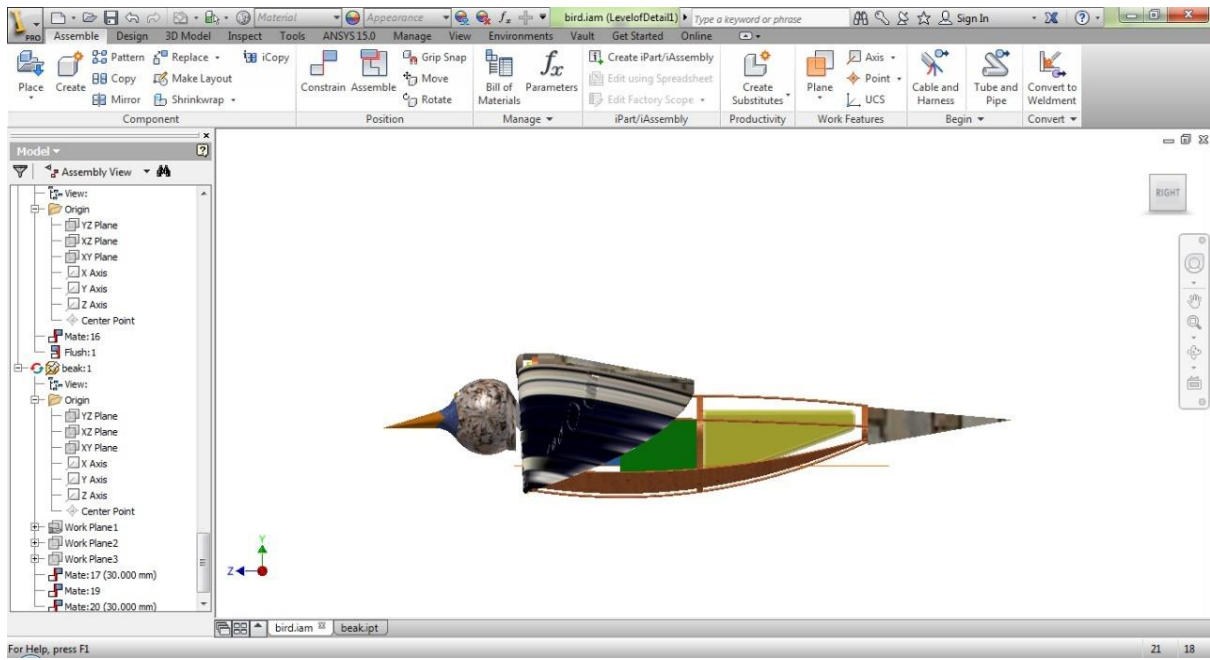 Material
Appearance
bird.iam (LevelofDetail1)
Type a keyword or phrase
Sign In
PRO
Assemble Design 3D Model Inspect Tools ANSYS 15.0 Manage View Environments Vault Get Started Online
Place
Create
Pattern
Copy
Mirror
Replace
Make Layout
Shrinkwrap
iCopy
Component
Constrain
Assemble
Grip Snap
Move
Rotate
Position
Bill of
Materials
fx
Parameters
Manage
Create iPart/iAssembly
Edit using Spreadsheet
Edit Factory Scope
iPart/iAssembly
Create
Substitutes
Productivity
Plane
Axis
Point
UCS
Work Features
Cable and
Harness
Tube and
Pipe
Begin
Convert to
Weldment
Convert
Model
Assembly View
View:
Origin
YZ Plane
XZ Plane
XY Plane
X Axis
Y Axis
Z Axis
Center Point
Mate:16
Flush:1
beak:1
View:
Origin
YZ Plane
XZ Plane
XY Plane
X Axis
Y Axis
Z Axis
Center Point
Work Plane1
Work Plane2
Work Plane3
Mate:17 (30.000 mm)
Mate:19
Mate:20 (30.000 mm)
RIGHT
Y
Z
bird.iam
beak.ipt
For Help, press F1
21 18